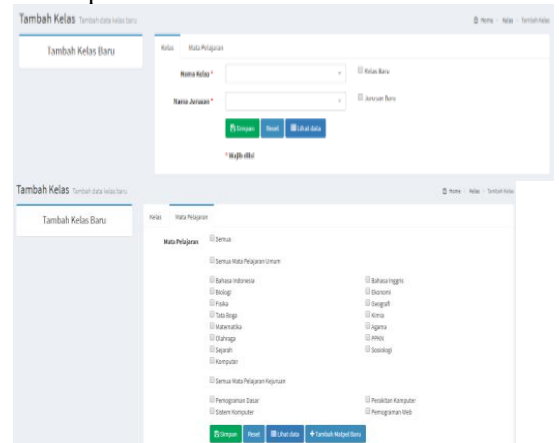 Tambah Kelas Tambah data kelas baru
Home Kelas Tambah Kelas
Tambah Kelas Baru
Kelas Mata Pelajaran
Nama Kelas * Kelas Baru
Nama Jurusan * Jurusan Baru
Simpan Reset Lihat data
* Wajib diisi
Tambah Kelas Tambah data kelas baru
Home Kelas Tambah Kelas
Tambah Kelas Baru
Kelas Mata Pelajaran
Mata Pelajaran Semua
Semua Mata Pelajaran Umum
Bahasa Indonesia Bahasa Inggris
Biologi Ekonomi
Fisika Geografi
Tata Boga Kimia
Matematika Agama
Olahraga PPKN
Sejarah Sosiologi
Komputer
Semua Mata Pelajaran Kejuruan
Pemograman Dasar Perakitan Komputer
Sistem Komputer Pemograman Web
Simpan Reset Lihat data + Tambah Matpel Baru